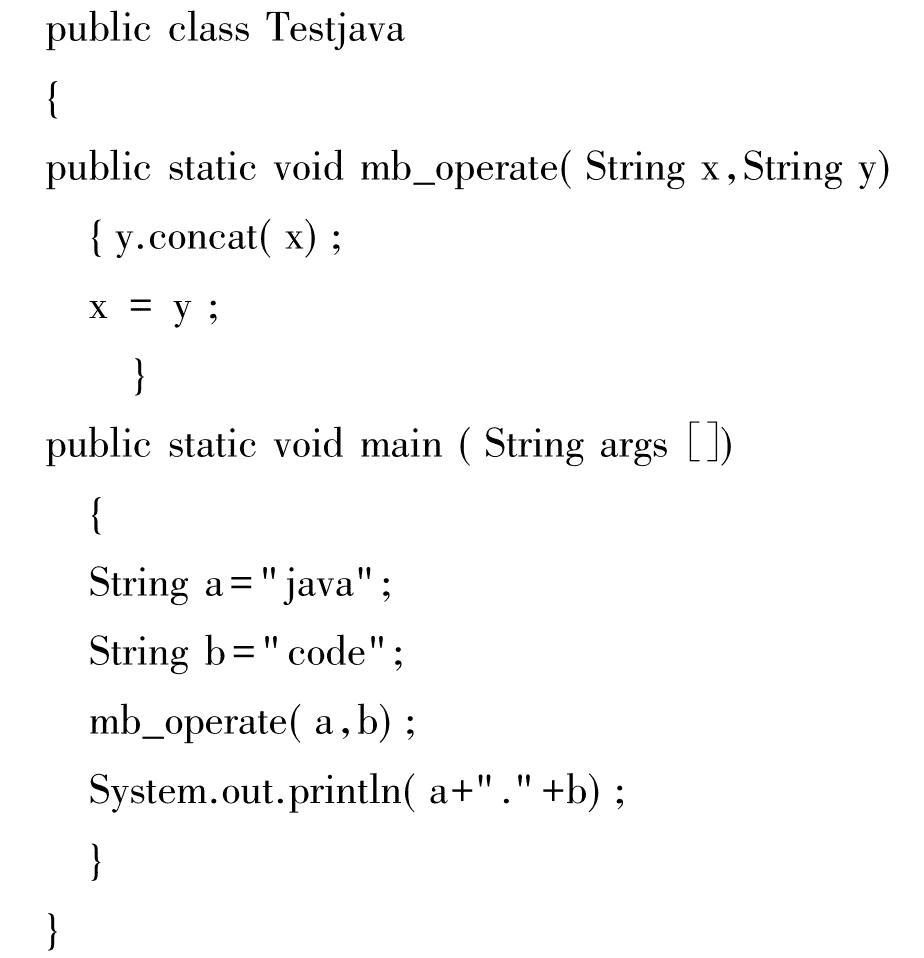 public class Testjava
{
public static void mb_operate( String x,String y)
{ y.concat( x) ;
x = y ;
}
public static void main ( String args [])
{
String a="java";
String b="code";
mb_operate( a,b) ;
System.out.println( a+"."+b) ;
}
}